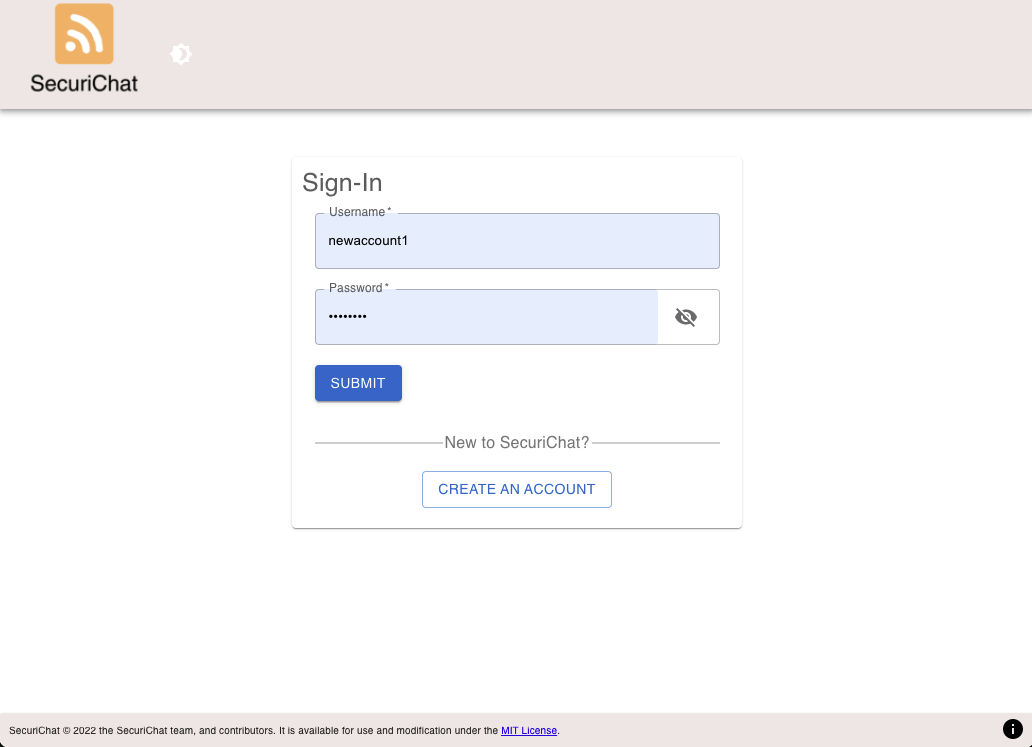 SecuriChat
Sign-In
Username *
newaccount1
Password *
••••••••
SUBMIT
New to SecuriChat?
CREATE AN ACCOUNT
SecuriChat © 2022 the SecuriChat team, and contributors. It is available for use and modification under the MIT License.